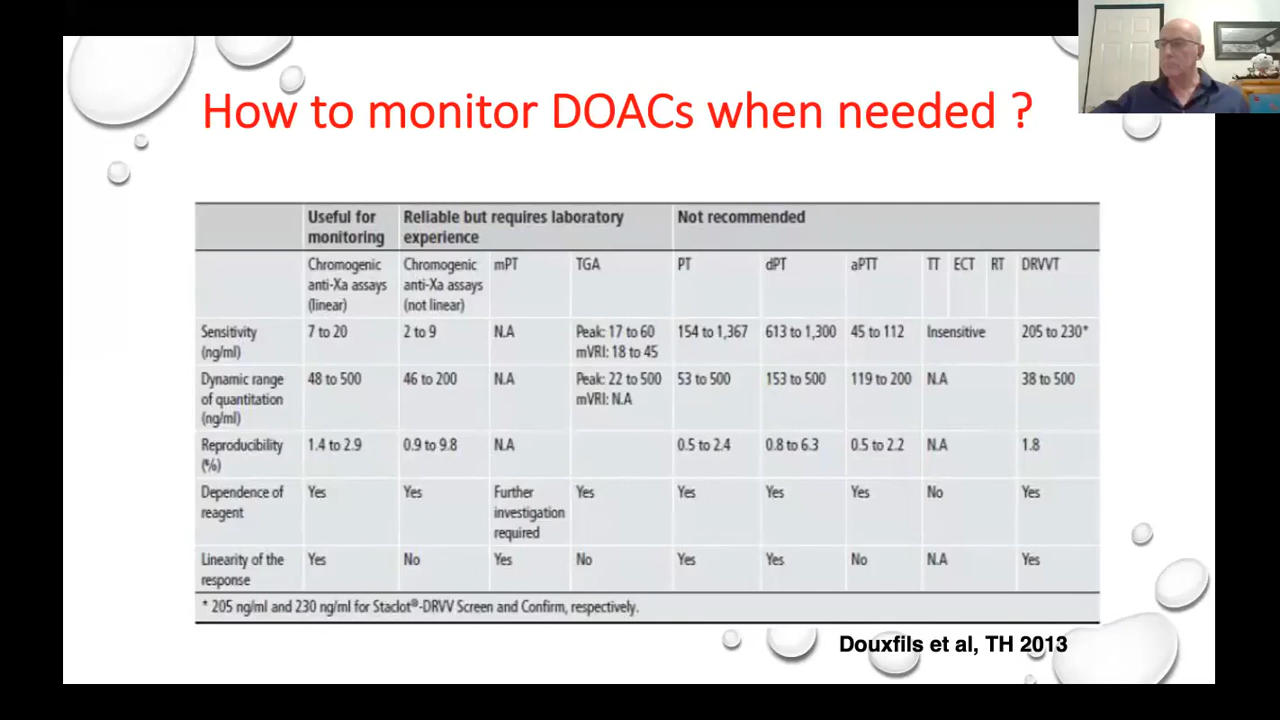 How to monitor DOACs when needed ?
Useful for monitoring Reliable but requires laboratory experience Not recommended
Chromogenic anti-Xa assays (linear) Chromogenic anti-Xa assays (not linear) mPT TGA PT dPT aPTT TT ECT RT DRVVT
Sensitivity (ng/ml) 7 to 20 2 to 9 N.A Peak: 17 to 60 mVRI: 18 to 45 154 to 1,367 613 to 1,300 45 to 112 Insensitive 205 to 230*
Dynamic range of quantitation (ng/ml) 48 to 500 46 to 200 N.A Peak: 22 to 500 mVRI: N.A 53 to 500 153 to 500 119 to 200 N.A 38 to 500
Reproducibility (%) 1.4 to 2.9 0.9 to 9.8 N.A 0.5 to 2.4 0.8 to 6.3 0.5 to 2.2 N.A 1.8
Dependence of reagent Yes Yes Further investigation required Yes Yes Yes Yes No Yes
Linearity of the response Yes No Yes No Yes Yes No N.A Yes
* 205 ng/ml and 230 ng/ml for Staclot®-DRVV Screen and Confirm, respectively.
Douxfils et al, TH 2013